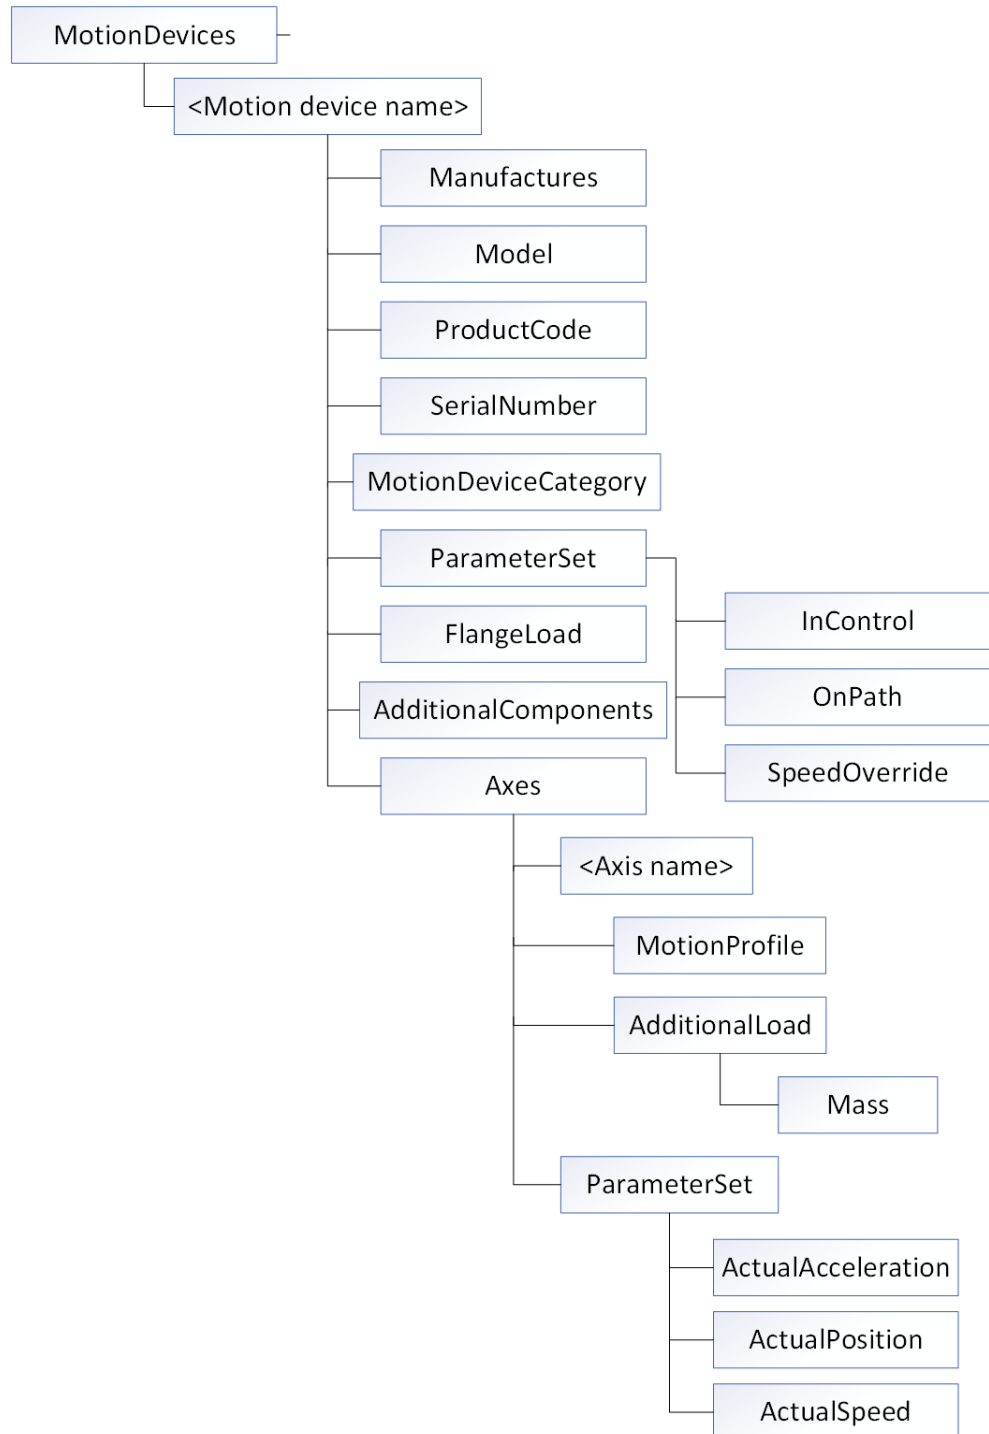 MotionDevices
<Motion device name>
Manufactures
Model
ProductCode
SerialNumber
MotionDeviceCategory
ParameterSet
InControl
FlangeLoad
OnPath
AdditionalComponents
SpeedOverride
Axes
<Axis name>
MotionProfile
AdditionalLoad
Mass
ParameterSet
ActualAcceleration
ActualPosition
ActualSpeed